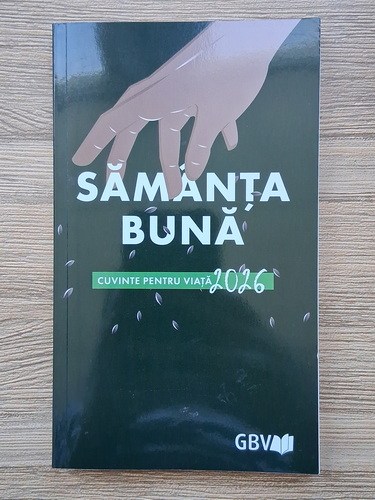 SĂMÂNȚA
BUNĂ
CUVINTE PENTRU VIAȚĂ 2026
GBV